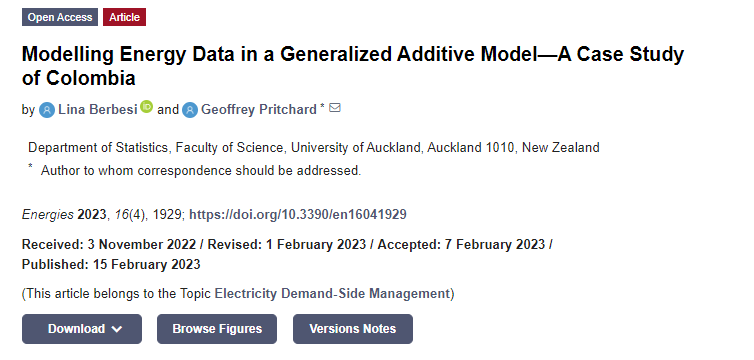 Open Access Article
Modelling Energy Data in a Generalized Additive Model—A Case Study
of Colombia
by Lina Berbesi and Geoffrey Pritchard *
Department of Statistics, Faculty of Science, University of Auckland, Auckland 1010, New Zealand
* Author to whom correspondence should be addressed.
Energies 2023, 16(4), 1929; https://doi.org/10.3390/en16041929
Received: 3 November 2022 / Revised: 1 February 2023 / Accepted: 7 February 2023 /
Published: 15 February 2023
(This article belongs to the Topic Electricity Demand-Side Management)
Download Browse Figures Versions Notes